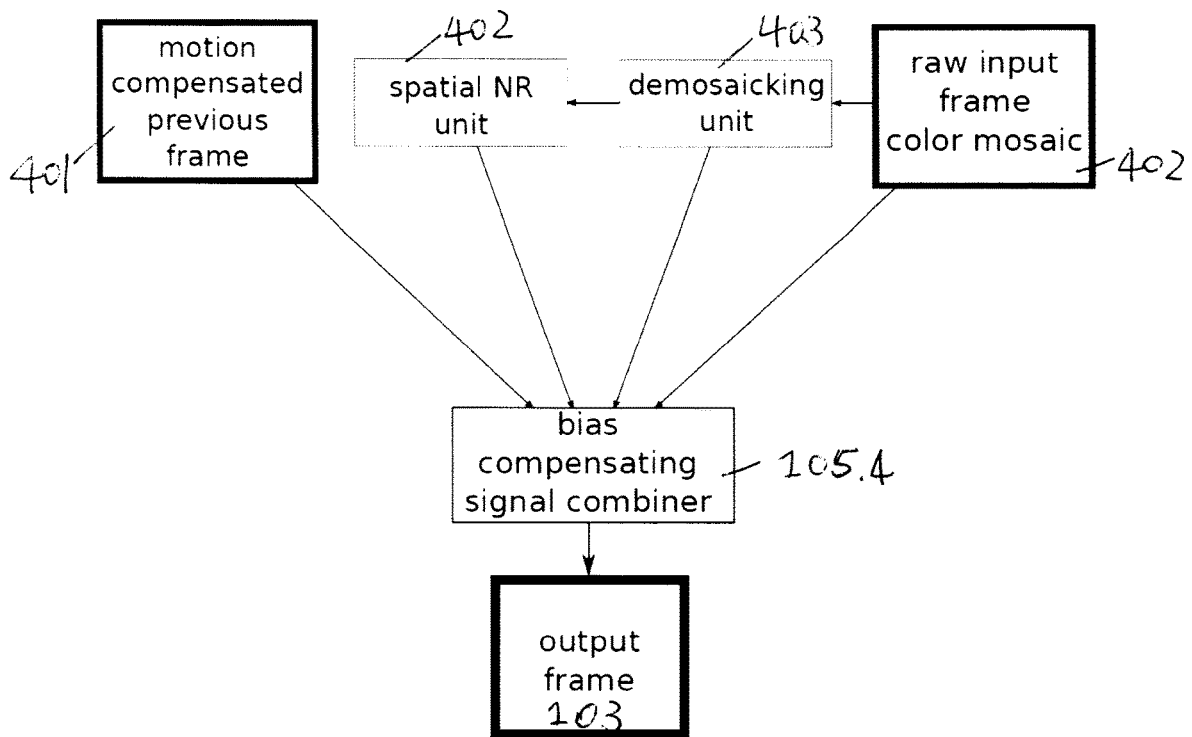 402
403
motion
compensated
previous
frame
401
spatial NR
unit
demosaicking
unit
raw input
frame
color mosaic
402
bias
compensating
signal combiner
105.4
output
frame
103